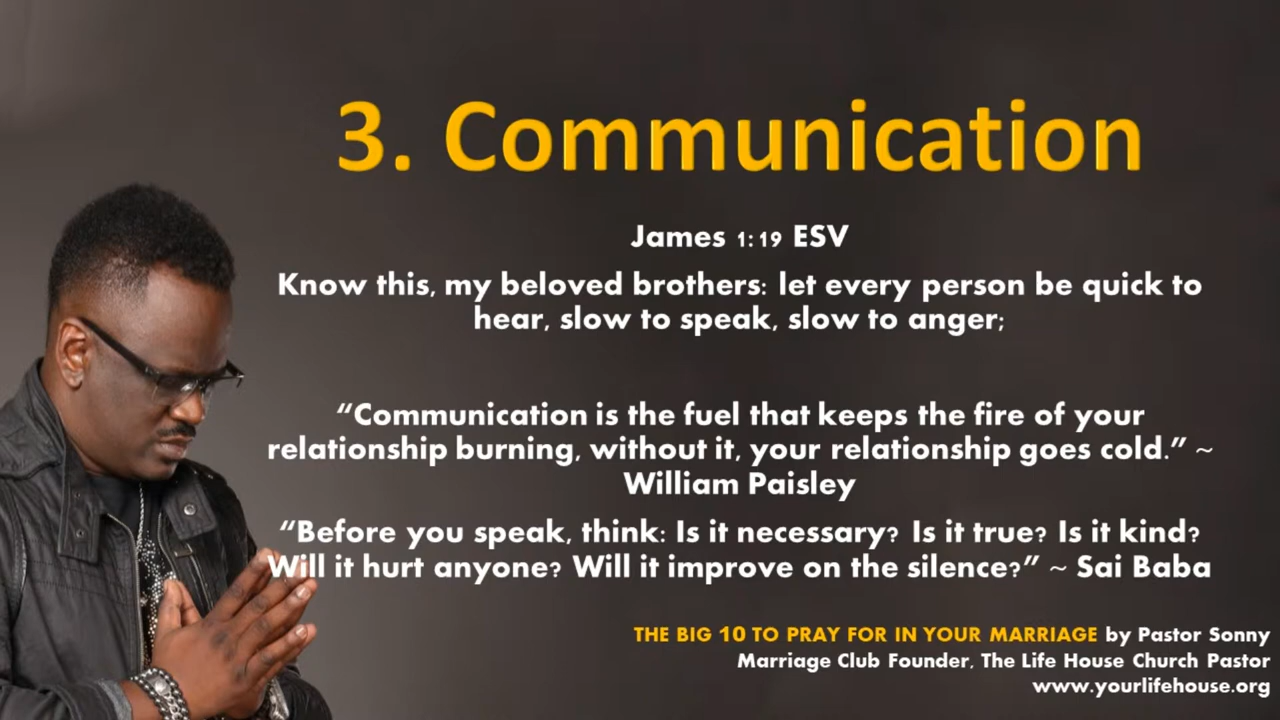 3. Communication
James 1:19 ESV
Know this, my beloved brothers: let every person be quick to
hear, slow to speak, slow to anger;
“Communication is the fuel that keeps the fire of your
relationship burning, without it, your relationship goes cold.” ~
William Paisley
“Before you speak, think: Is it necessary? Is it true? Is it kind?
Will it hurt anyone? Will it improve on the silence?” ~ Sai Baba
THE BIG 10 TO PRAY FOR IN YOUR MARRIAGE by Pastor Sonny
Marriage Club Founder, The Life House Church Pastor
www.yourlifehouse.org